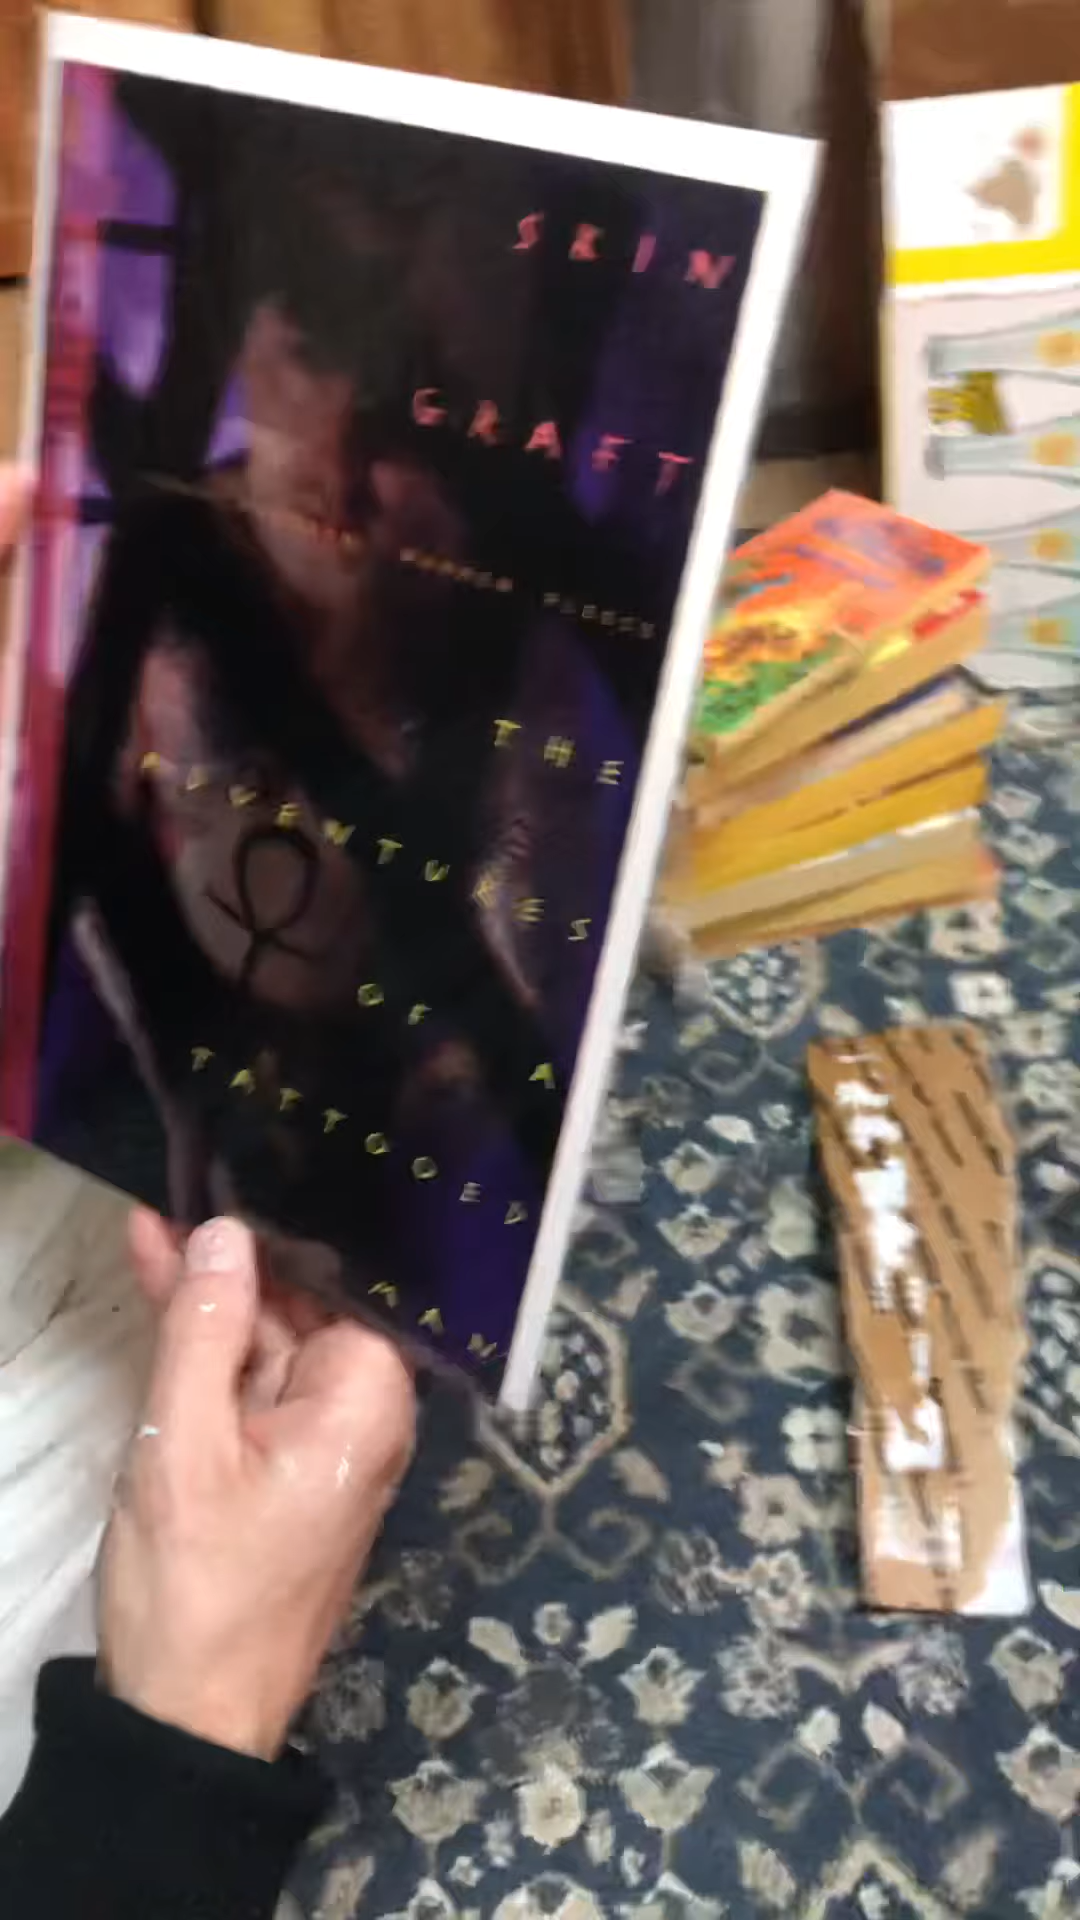 SKIN
GRAFT
THE
ADVENTURES
OF A
TATTOOED
MAN